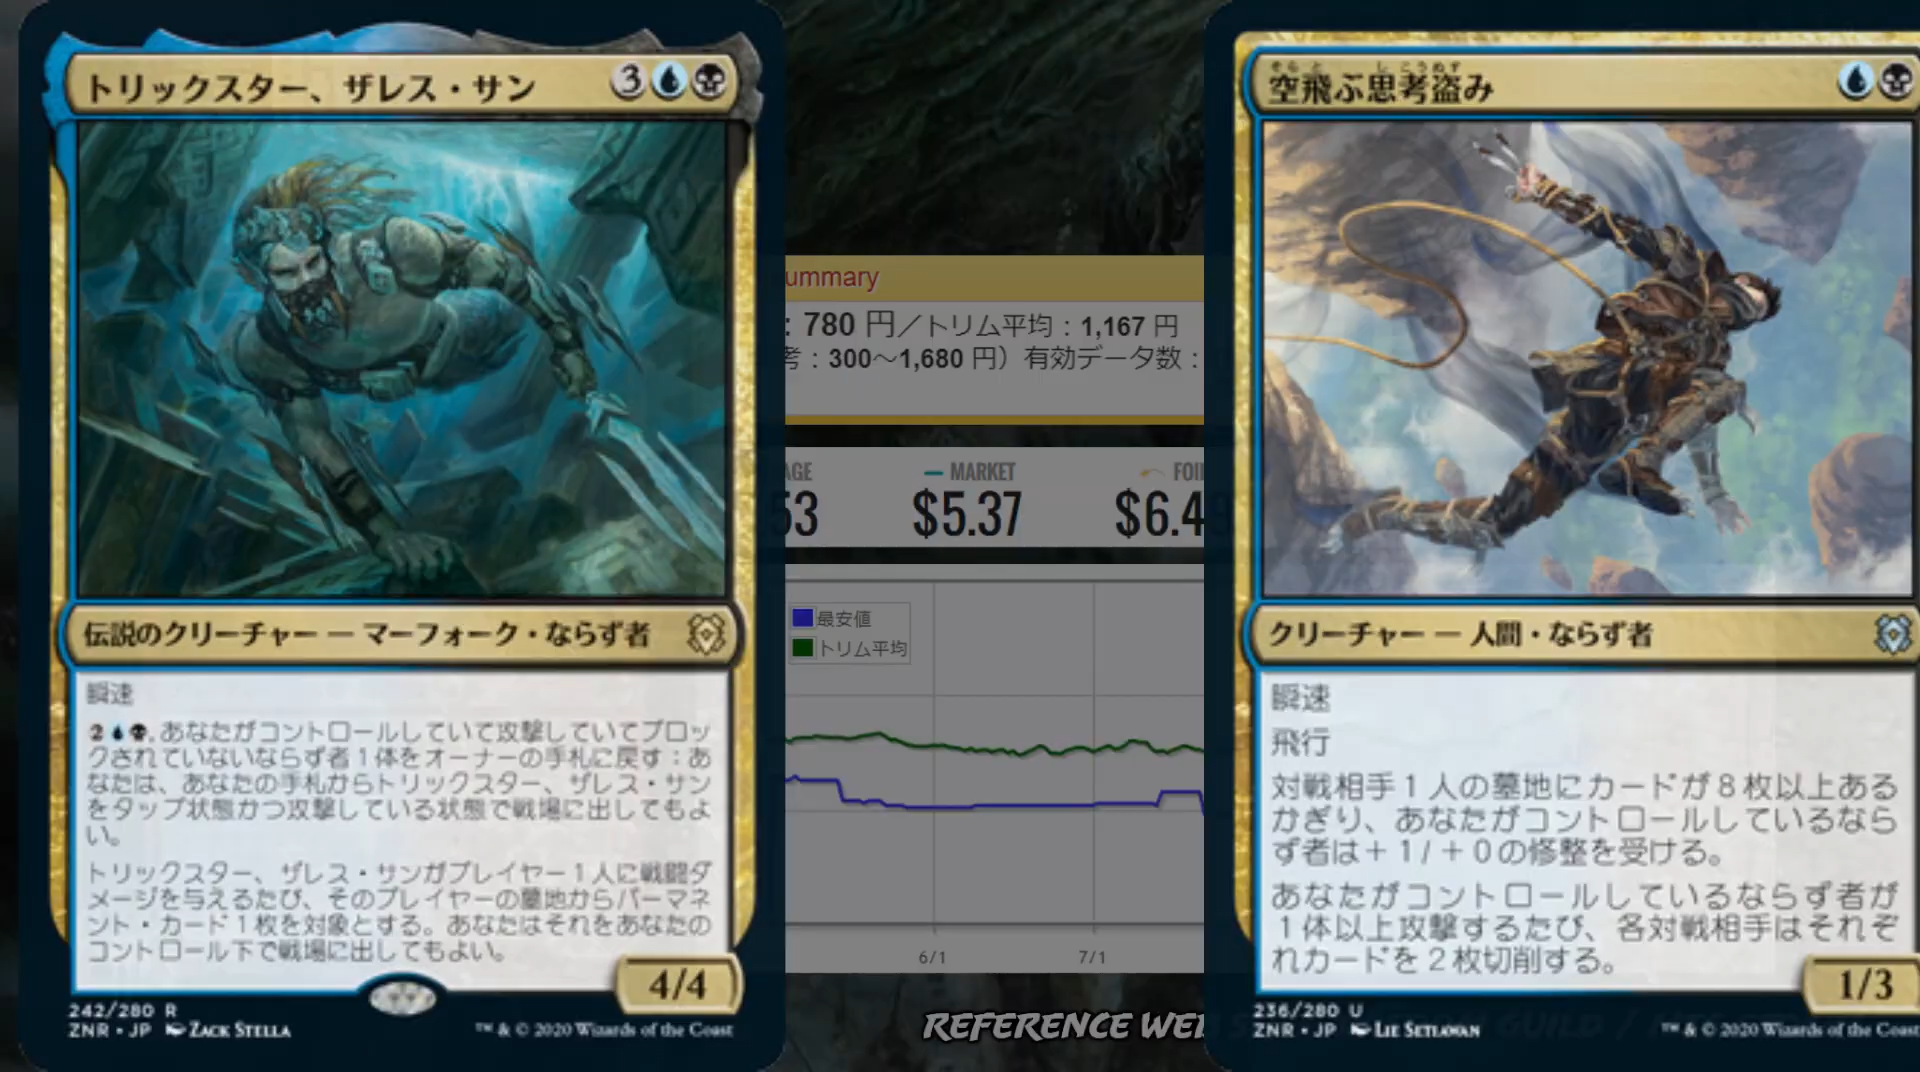 トリックスター、ザレス・サン
3
伝説のクリーチャー — マーフォーク・ならず者
瞬速
2 , あなたがコントロールしていて攻撃していてブロッ
クされていないならず者1体をオーナーの手札に戻す：あ
なたは、あなたの手札からトリックスター、ザレス・サン
をタップ状態かつ攻撃している状態で戦場に出してもよ
い。
トリックスター、ザレス・サンがプレイヤー1人に戦闘ダ
メージを与えるたび、そのプレイヤーの墓地からパーマネ
ント・カード1枚を対象とする。あなたはそれをあなたの
コントロール下で戦場に出してもよい。
4/4
242/280 R
ZNR・JP ZACK STELLA
™ & © 2020 Wizards of the Coast
ummary
: 780 円／トリム平均：1,167 円
考：300～1,680 円）有効データ数：
AGE
53
MARKET
$5.37
FOIL
$6.49
最安値
トリム平均
6/1
7/1
REFERENCE WEB
空飛ぶ思考盗み
そらと しこうぬす
クリーチャー — 人間・ならず者
瞬速
飛行
対戦相手1人の墓地にカードが8枚以上ある
かぎり、あなたがコントロールしているなら
ず者は＋1/＋0の修整を受ける。
あなたがコントロールしているならず者が
1体以上攻撃するたび、各対戦相手はそれぞ
れカードを2枚切削する。
1/3
236/280 U
ZNR・JP LIE SETIAWAN
™ & © 2020 Wizards of the Coast